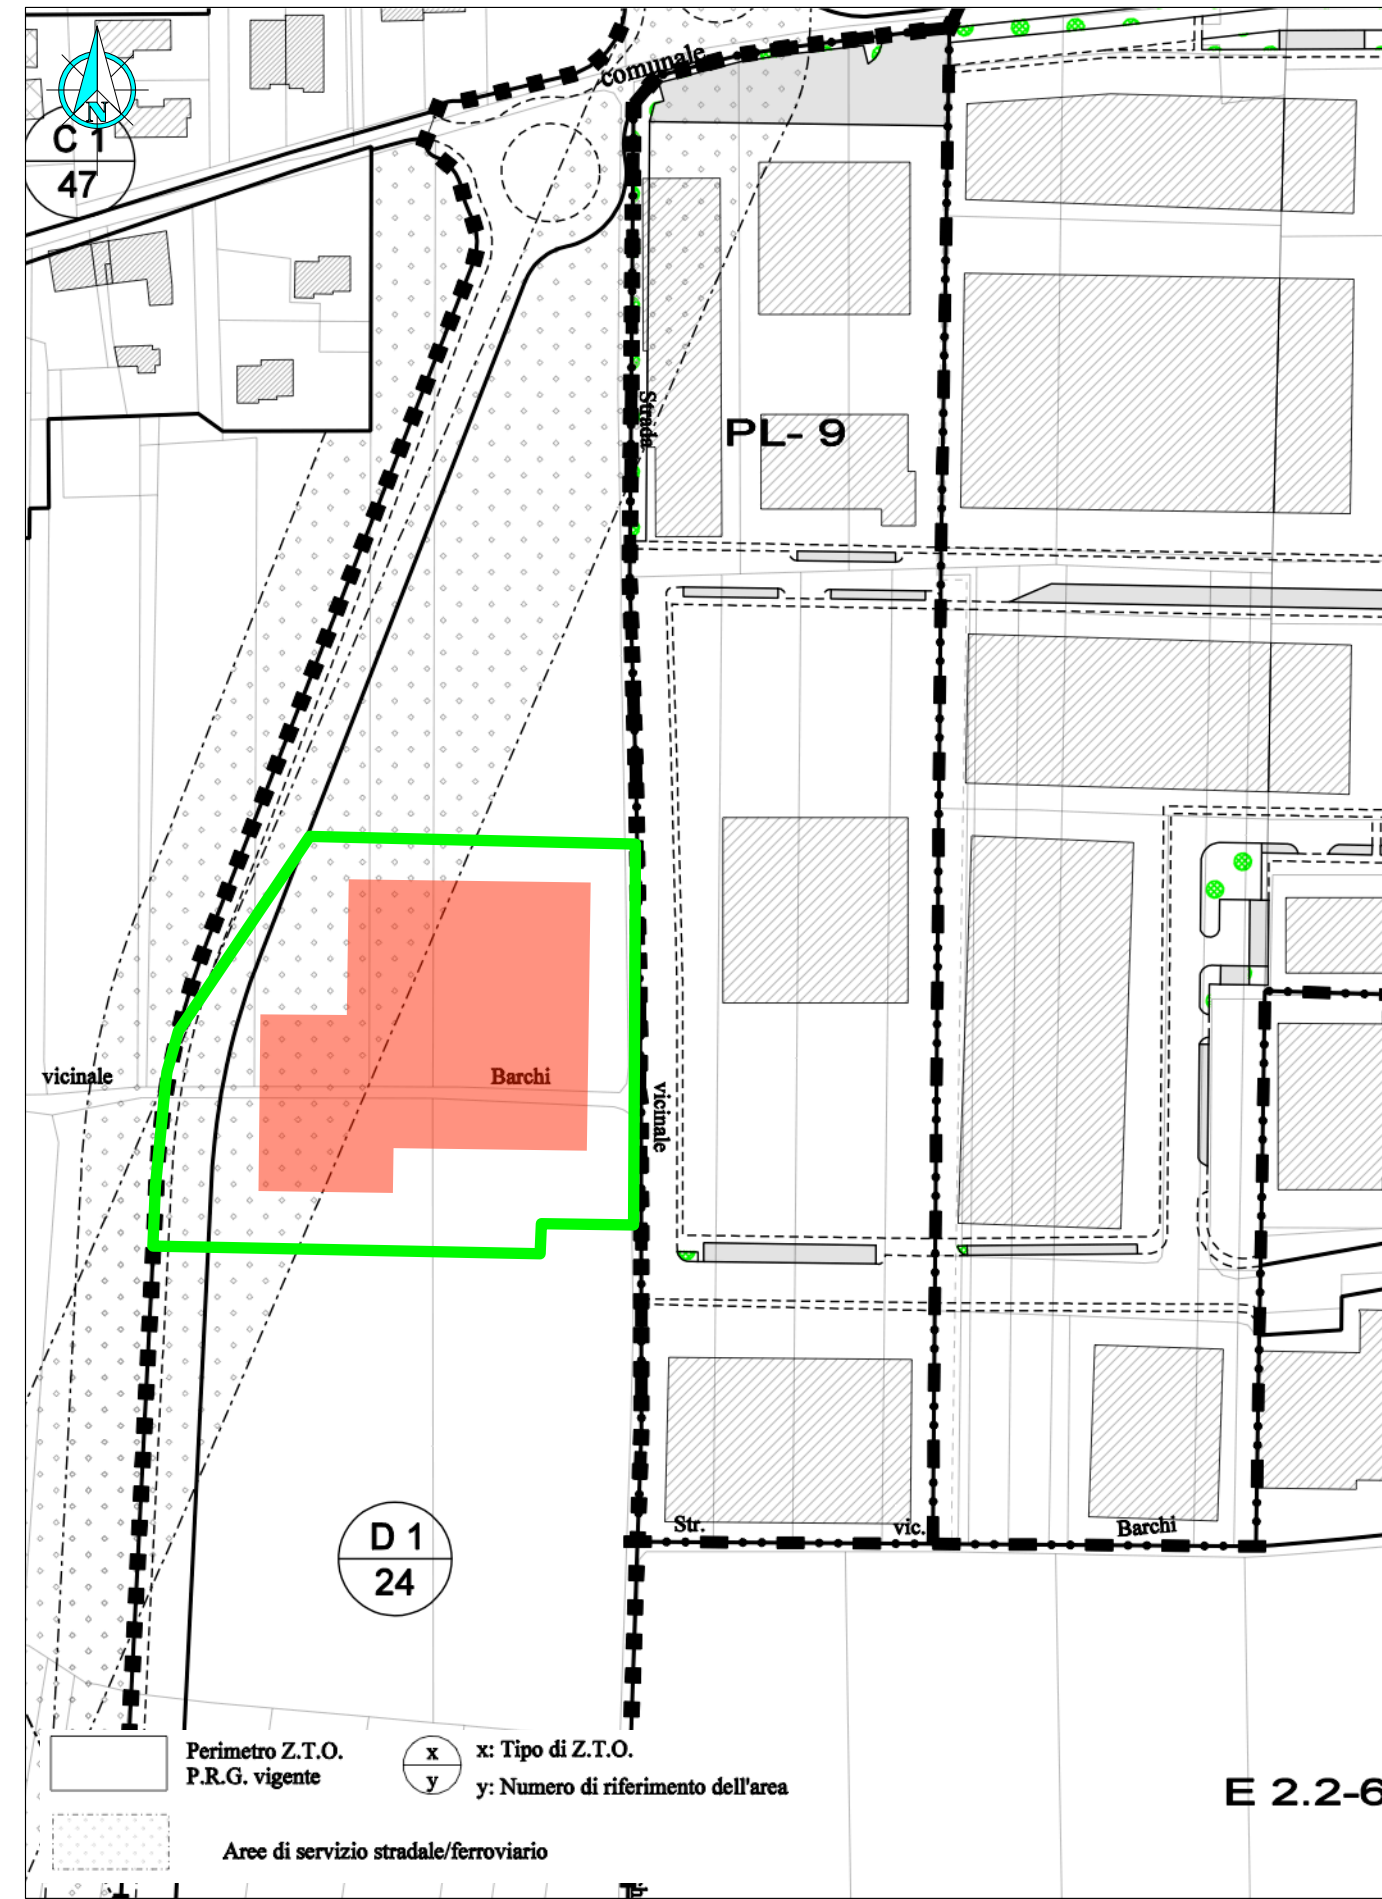 comunale
N
C 1
47
Strada
PL- 9
vicinale
Barchi
vicinale
Str.
vic.
Barchi
D 1
24
Perimetro Z.T.O.
P.R.G. vigente
x
y
x: Tipo di Z.T.O.
y: Numero di riferimento dell'area
E 2.2-6
Aree di servizio stradale/ferroviario